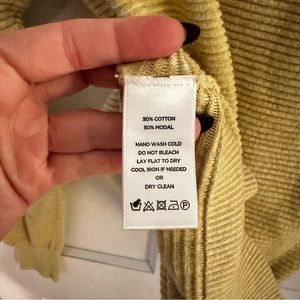 50% COTTON
50% MODAL
HAND WASH COLD
DO NOT BLEACH
LAY FLAT TO DRY
COOL IRON IF NEEDED
OR
DRY CLEAN